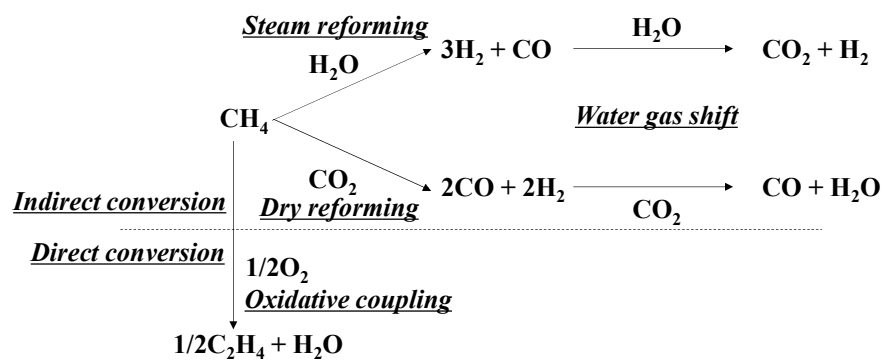 Steam reforming
H₂O
3H₂ + CO
H₂O
CO₂ + H₂
CH₄
Water gas shift
CO₂
2CO + 2H₂
CO₂
CO + H₂O
Indirect conversion
Dry reforming
Direct conversion
1/2O₂
Oxidative coupling
1/2C₂H₄ + H₂O